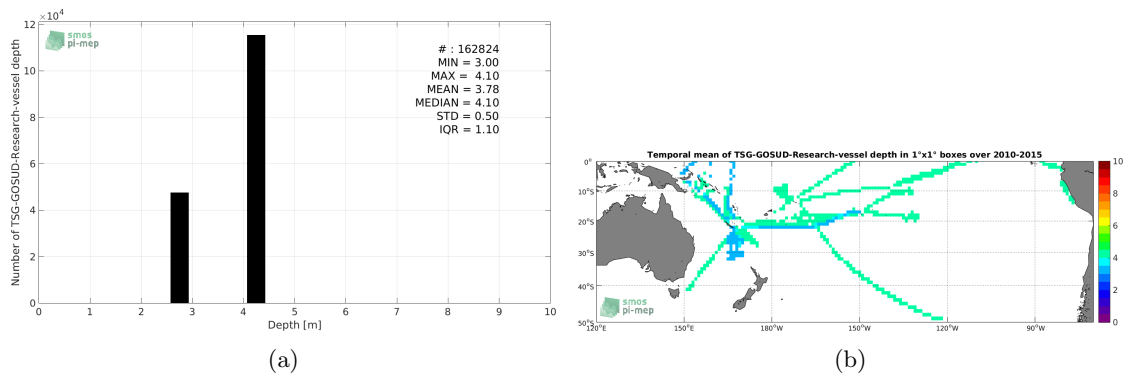 ×10⁴
smos
pi-mep
# : 162824
MIN = 3.00
MAX = 4.10
MEAN = 3.78
MEDIAN = 4.10
STD = 0.50
IQR = 1.10
Number of TSG-GOSUD-Research-vessel depth
12
10
8
6
4
2
0
0 1 2 3 4 5 6 7 8 9 10
Depth [m]
(a)
Temporal mean of TSG-GOSUD-Research-vessel depth in 1°x1° boxes over 2010-2015
0°
10°S
20°S
30°S
40°S
50°S
120°E 150°E 180°W 150°W 120°W 90°W
smos
pi-mep
10
8
6
4
2
0
(b)